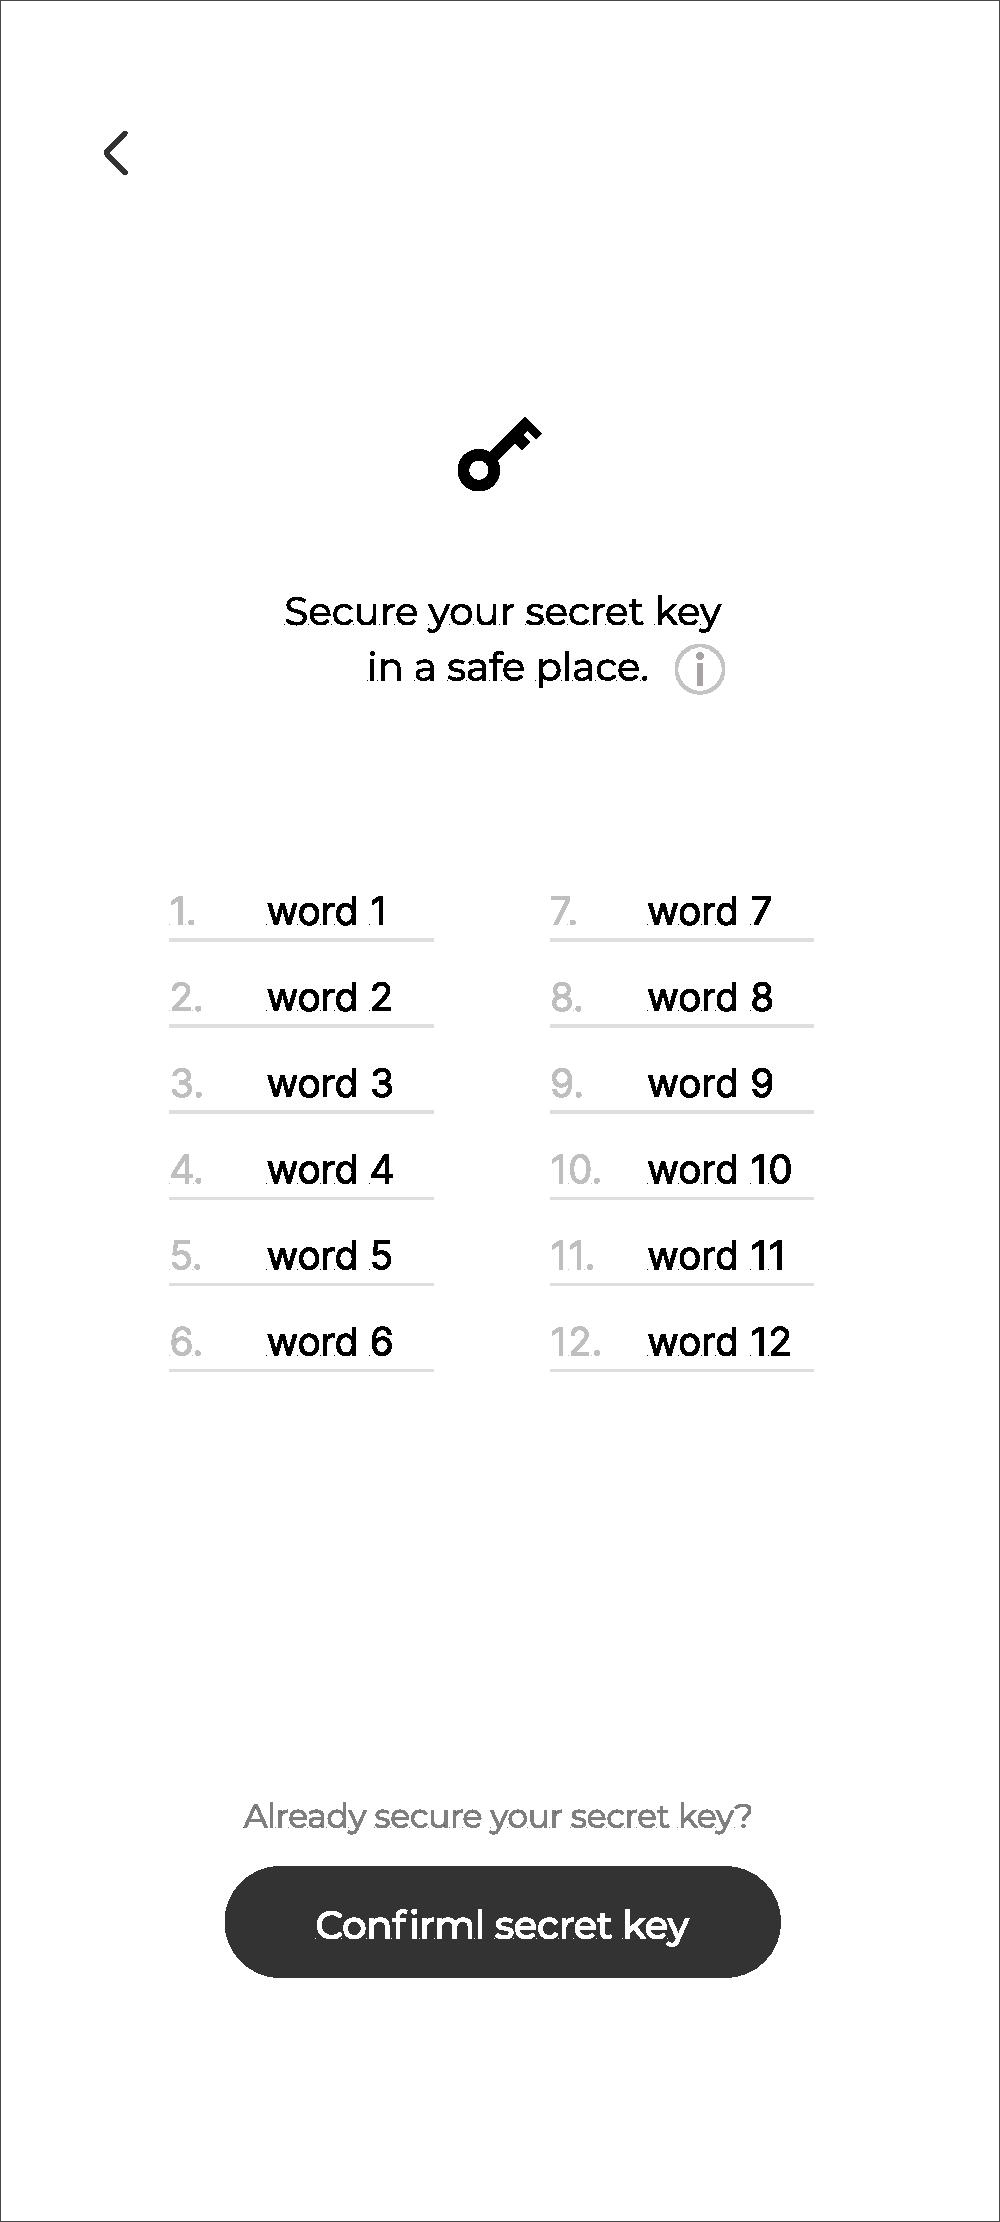 Secure your secret key
in a safe place. i
1. word 1
2. word 2
3. word 3
4. word 4
5. word 5
6. word 6
7. word 7
8. word 8
9. word 9
10. word 10
11. word 11
12. word 12
Already secure your secret key?
Confirml secret key